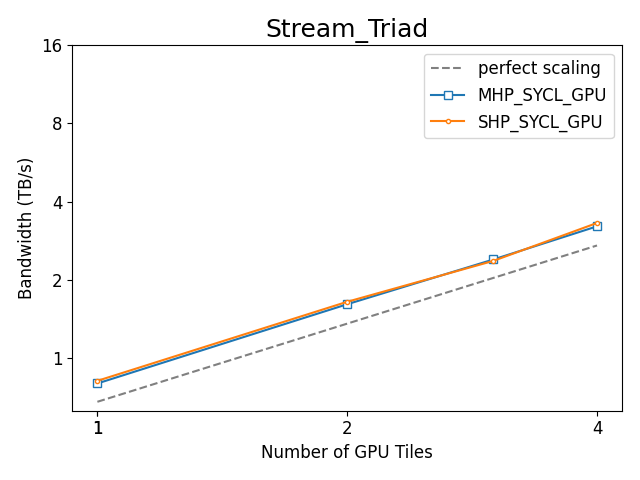 Stream_Triad
16
8
4
2
1
Bandwidth (TB/s)
perfect scaling
MHP_SYCL_GPU
SHP_SYCL_GPU
1
2
4
Number of GPU Tiles